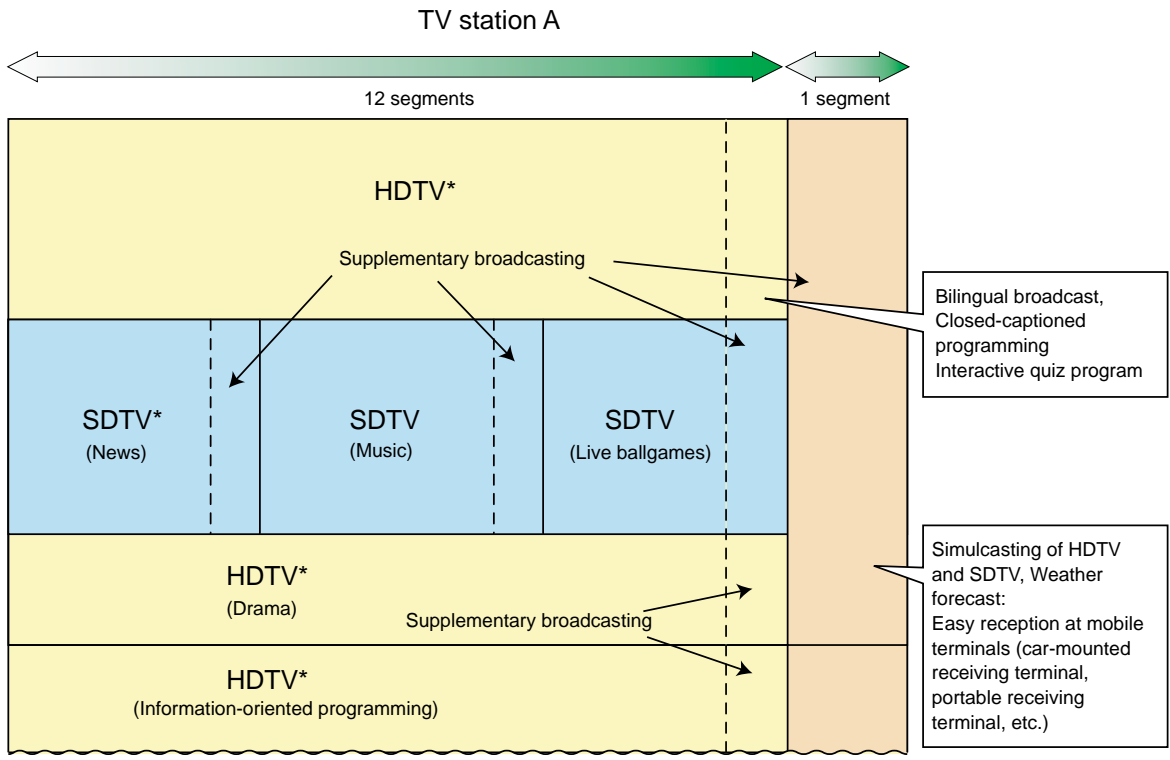 TV station A
12 segments
1 segment
HDTV*
Supplementary broadcasting
Bilingual broadcast,
Closed-captioned
programming
Interactive quiz program
SDTV*
(News)
SDTV
(Music)
SDTV
(Live ballgames)
HDTV*
(Drama)
Supplementary broadcasting
Simulcasting of HDTV
and SDTV, Weather
forecast:
Easy reception at mobile
terminals (car-mounted
receiving terminal,
portable receiving
terminal, etc.)
HDTV*
(Information-oriented programming)